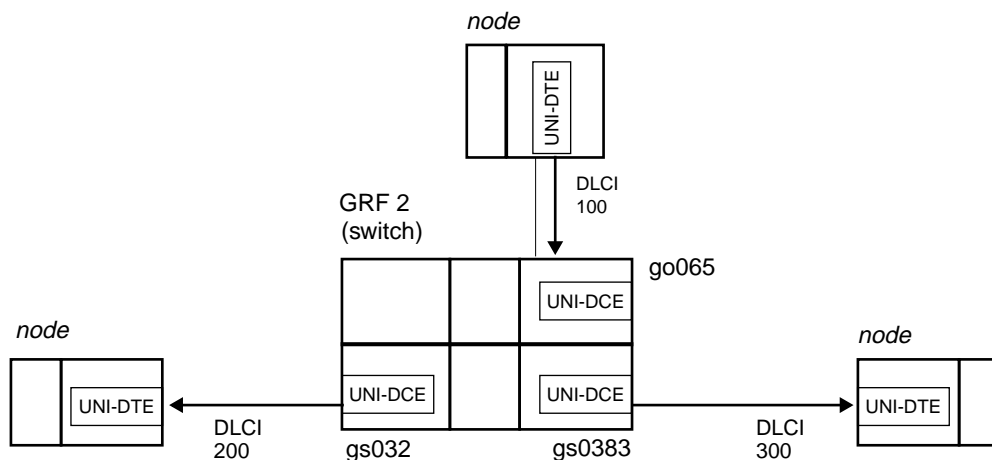 node
UNI-DTE
DLCI
100
GRF 2
(switch)
go065
UNI-DCE
node
node
UNI-DTE
UNI-DCE
UNI-DCE
UNI-DTE
DLCI
200
gs032
gs0383
DLCI
300